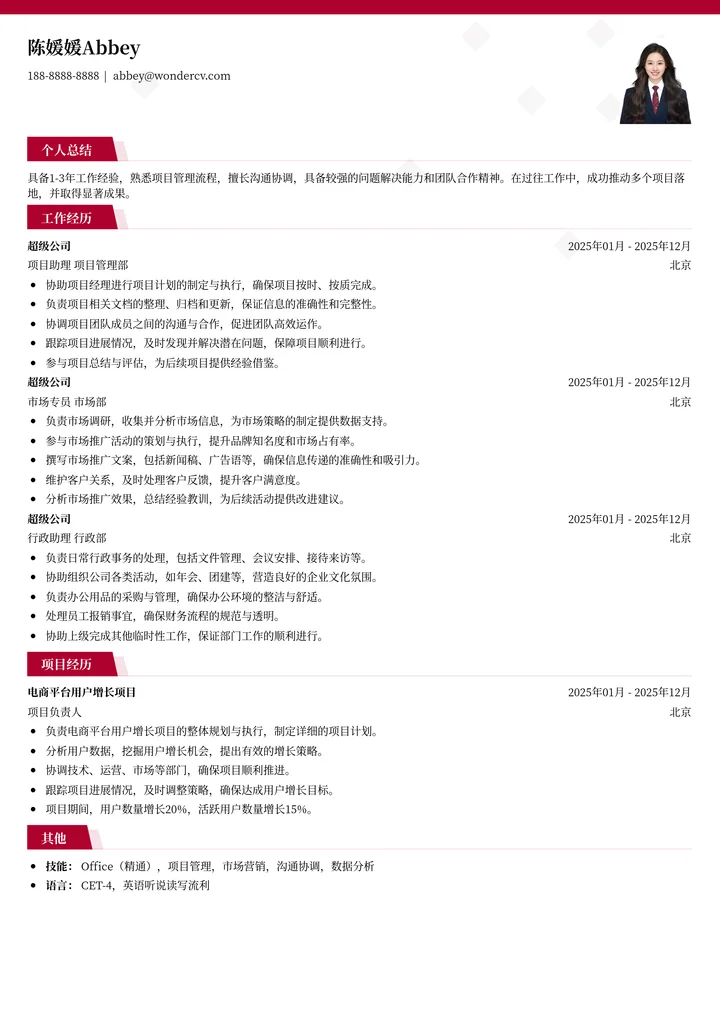 陈媛媛Abbey
188-8888-8888 | abbey@wondercv.com
个人总结
具备1-3年工作经验，熟悉项目管理流程，擅长沟通协调，具备较强的问题解决能力和团队合作精神。在过往工作中，成功推动多个项目落
地，并取得显著成果。
工作经历
超级公司 2025年01月 - 2025年12月
项目助理 项目管理部 北京
• 协助项目经理进行项目计划的制定与执行，确保项目按时、按质完成。
• 负责项目相关文档的整理、归档和更新，保证信息的准确性和完整性。
• 协调项目团队成员之间的沟通与合作，促进团队高效运作。
• 跟踪项目进展情况，及时发现并解决潜在问题，保障项目顺利进行。
• 参与项目总结与评估，为后续项目提供经验借鉴。
超级公司 2025年01月 - 2025年12月
市场专员 市场部 北京
• 负责市场调研，收集并分析市场信息，为市场策略的制定提供数据支持。
• 参与市场推广活动的策划与执行，提升品牌知名度和市场占有率。
• 撰写市场推广文案，包括新闻稿、广告语等，确保信息传递的准确性和吸引力。
• 维护客户关系，及时处理客户反馈，提升客户满意度。
• 分析市场推广效果，总结经验教训，为后续活动提供改进建议。
超级公司 2025年01月 - 2025年12月
行政助理 行政部 北京
• 负责日常行政事务的处理，包括文件管理、会议安排、接待来访等。
• 协助组织公司各类活动，如年会、团建等，营造良好的企业文化氛围。
• 负责办公用品的采购与管理，确保办公环境的整洁与舒适。
• 处理员工报销事宜，确保财务流程的规范与透明。
• 协助上级完成其他临时性工作，保证部门工作的顺利进行。
项目经历
电商平台用户增长项目 2025年01月 - 2025年12月
项目负责人 北京
• 负责电商平台用户增长项目的整体规划与执行，制定详细的项目计划。
• 分析用户数据，挖掘用户增长机会，提出有效的增长策略。
• 协调技术、运营、市场等部门，确保项目顺利推进。
• 跟踪项目进展情况，及时调整策略，确保达成用户增长目标。
• 项目期间，用户数量增长20%，活跃用户数量增长15%。
其他
• 技能： Office（精通），项目管理，市场营销，沟通协调，数据分析
• 语言： CET-4，英语听说读写流利